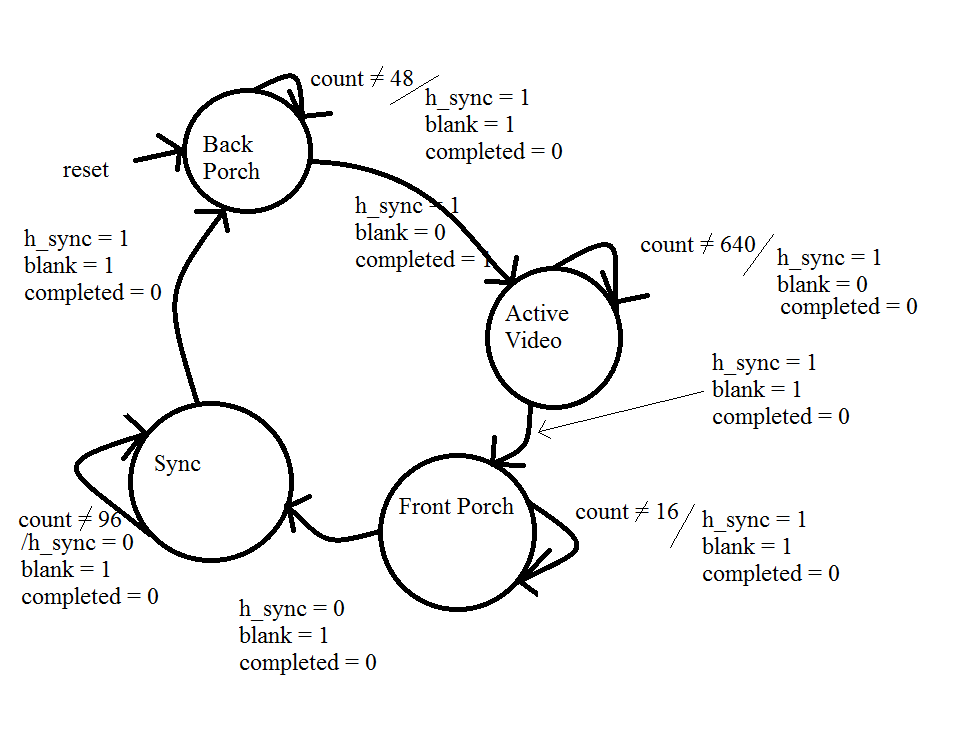 count ≠ 48 /
h_sync = 1
blank = 1
completed = 0
Back
Porch
reset
h_sync = 1
blank = 0
completed = 1
h_sync = 1
blank = 1
completed = 0
count ≠ 640 /
h_sync = 1
blank = 0
completed = 0
Active
Video
h_sync = 1
blank = 1
completed = 0
Sync
Front Porch
count ≠ 16 /
h_sync = 1
blank = 1
completed = 0
count ≠ 96
/h_sync = 0
blank = 1
completed = 0
h_sync = 0
blank = 1
completed = 0